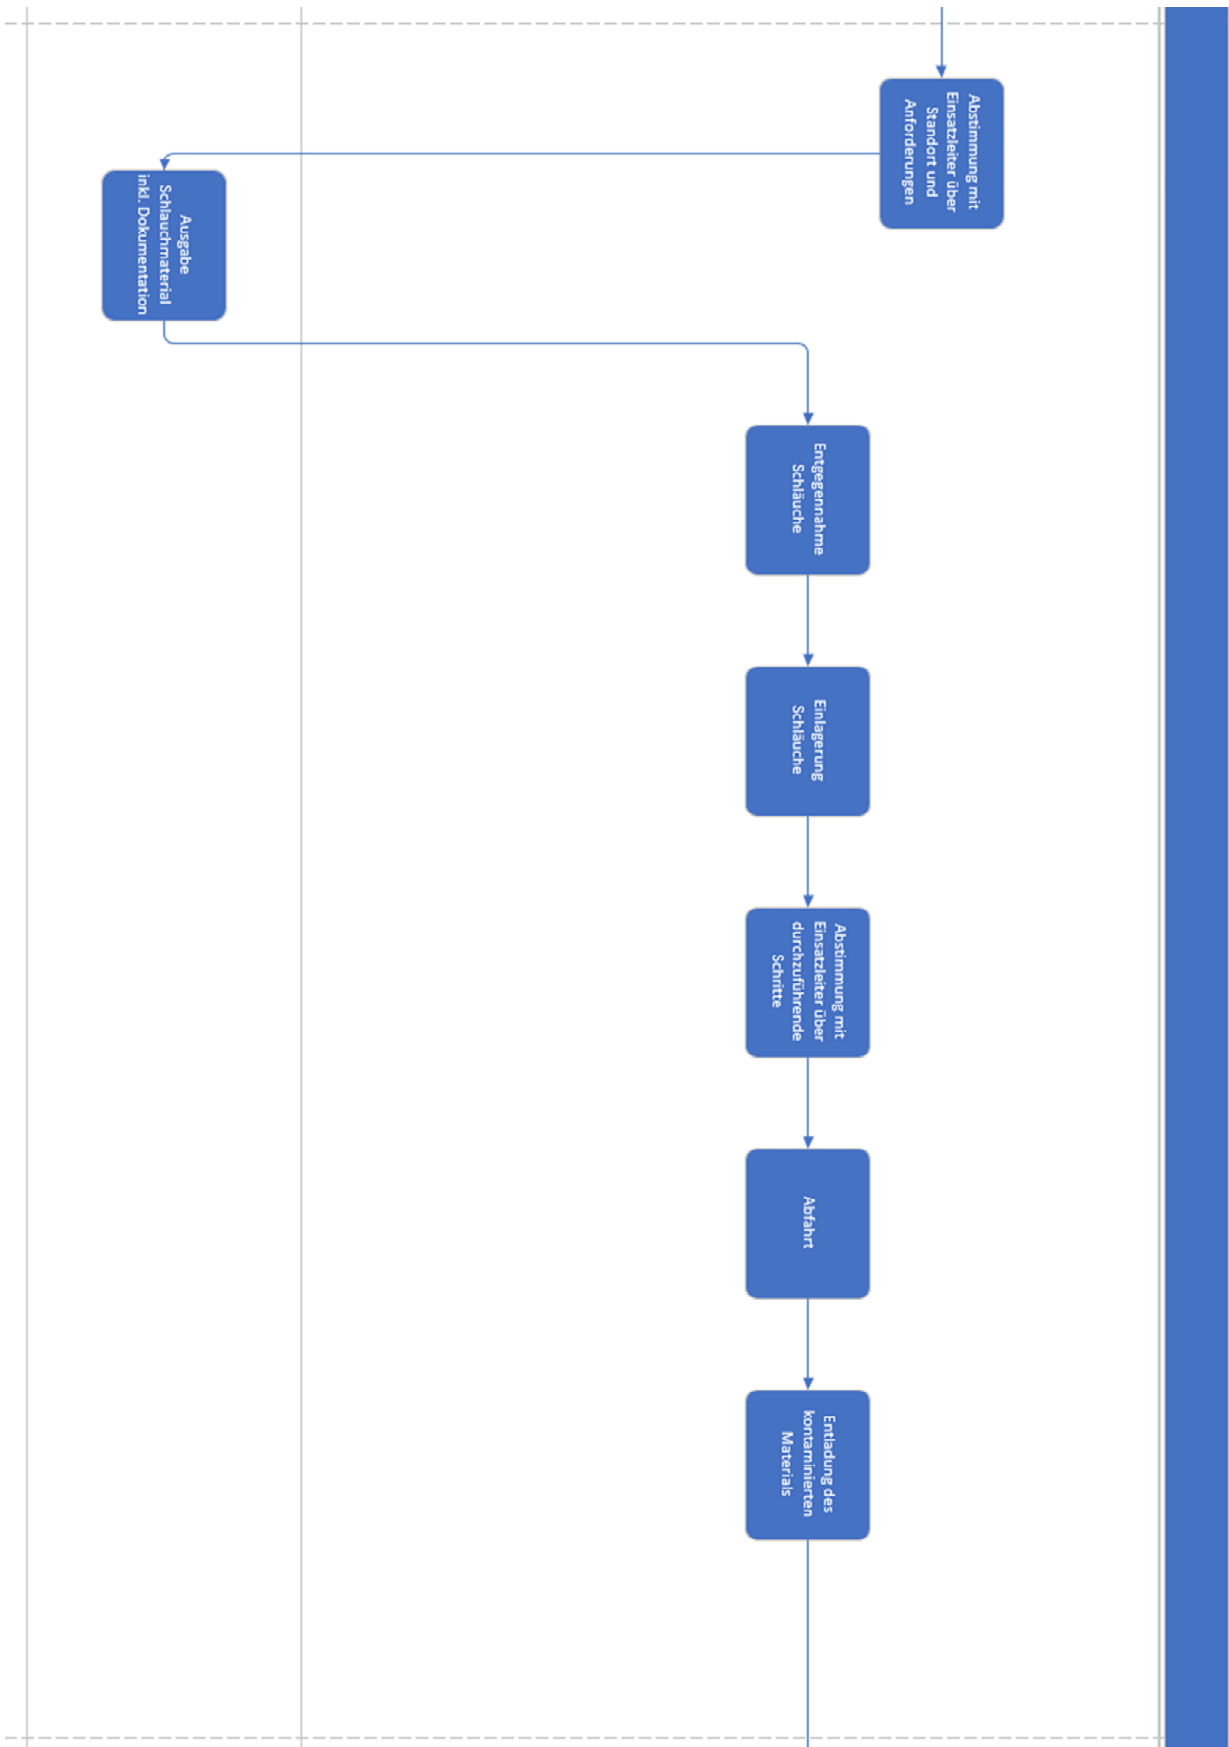 Abstimmung mit
Einsatzleiter über
Standort und
Anforderungen
Ausgabe
Schlauchmaterial
inkl. Dokumentation
Entgegennahme
Schläuche
Einlagerung
Schläuche
Abstimmung mit
Einsatzleiter über
durchzuführende
Schritte
Abfahrt
Entladung des
kontaminierten
Materials